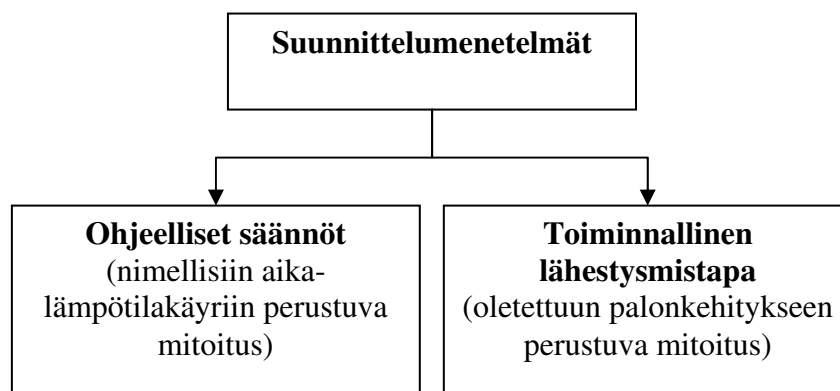 Suunnittelumenetelmät
Ohjeelliset säännöt
(nimellisiin aika-
lämpötilakäyriin perustuva
mitoitus)
Toiminnallinen
lähestysmistapa
(oletettuun palonkehitykseen
perustuva mitoitus)